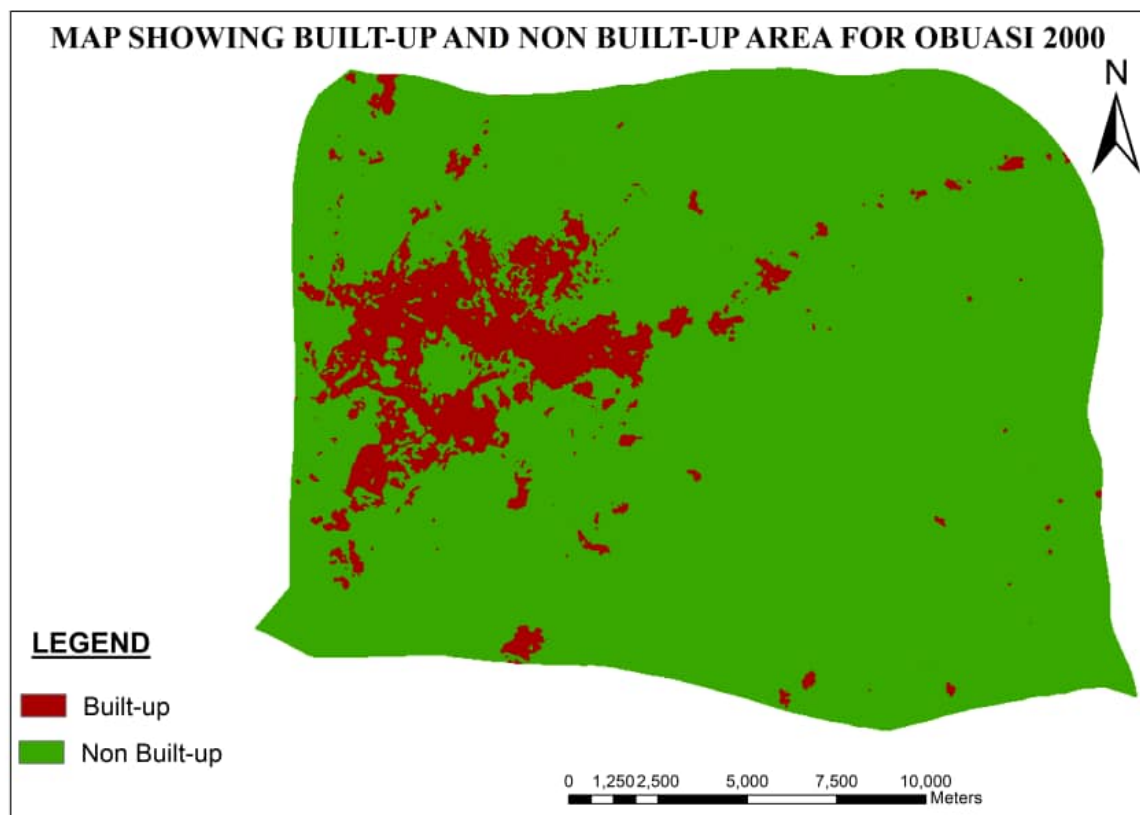 MAP SHOWING BUILT-UP AND NON BUILT-UP AREA FOR OBUASI 2000
N
LEGEND
Built-up
Non Built-up
0 1,250 2,500 5,000 7,500 10,000
Meters